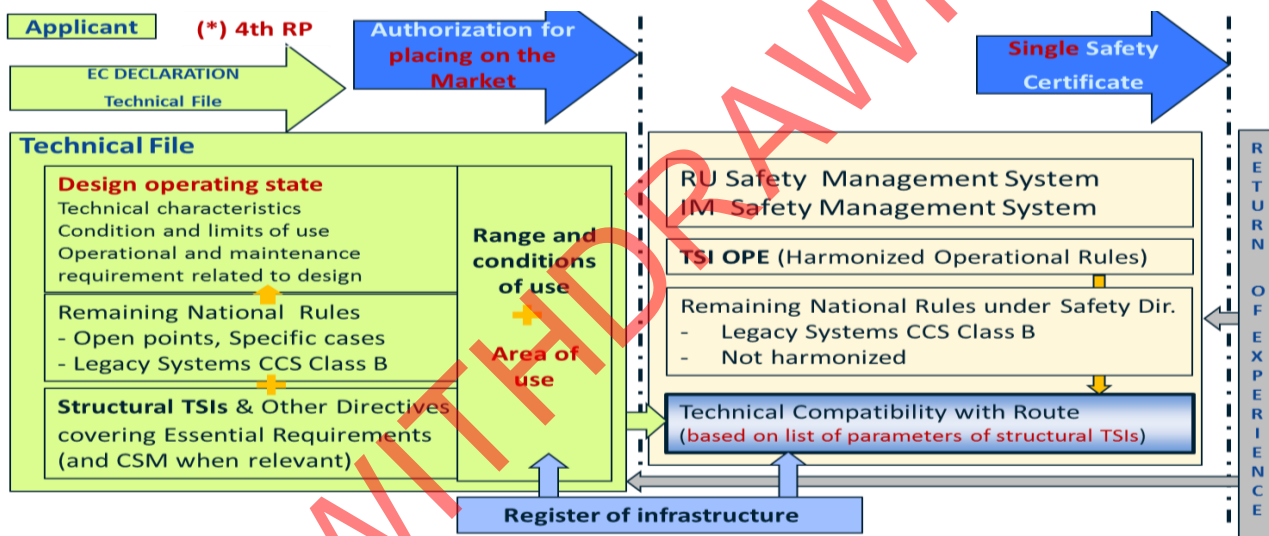 Applicant
(*) 4th RP
EC DECLARATION
Technical File
Authorization for
placing on the
Market
Single Safety
Certificate
Technical File
Design operating state
Technical characteristics
Condition and limits of use
Operational and maintenance
requirement related to design
Remaining National Rules
- Open points, Specific cases
- Legacy Systems CCS Class B
Structural TSIs & Other Directives
covering Essential Requirements
(and CSM when relevant)
Range and
conditions
of use
Area of
use
RU Safety Management System
IM Safety Management System
TSI OPE (Harmonized Operational Rules)
Remaining National Rules under Safety Dir.
- Legacy Systems CCS Class B
- Not harmonized
Technical Compatibility with Route
(based on list of parameters of structural TSIs)
Register of infrastructure
RETURN OF EXPERIENCE
WITHDRAWN